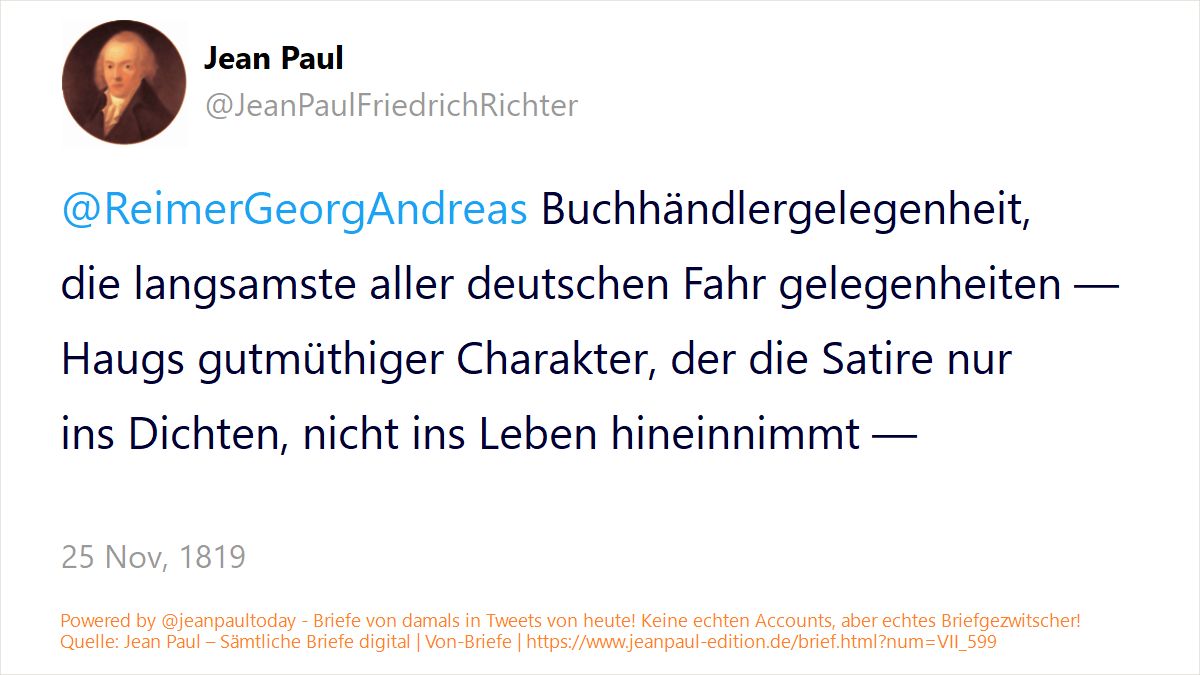 Jean Paul
@JeanPaulFriedrichRichter
@ReimerGeorgAndreas Buchhändlergelegenheit,
die langsamste aller deutschen Fahr gelegenheiten —
Haugs gutmüthiger Charakter, der die Satire nur
ins Dichten, nicht ins Leben hineinnimmt —
25 Nov, 1819
Powered by @jeanpaultoday - Briefe von damals in Tweets von heute! Keine echten Accounts, aber echtes Briefgezwitscher!
Quelle: Jean Paul – Sämtliche Briefe digital | Von-Briefe | https://www.jeanpaul-edition.de/brief.html?num=VII_599